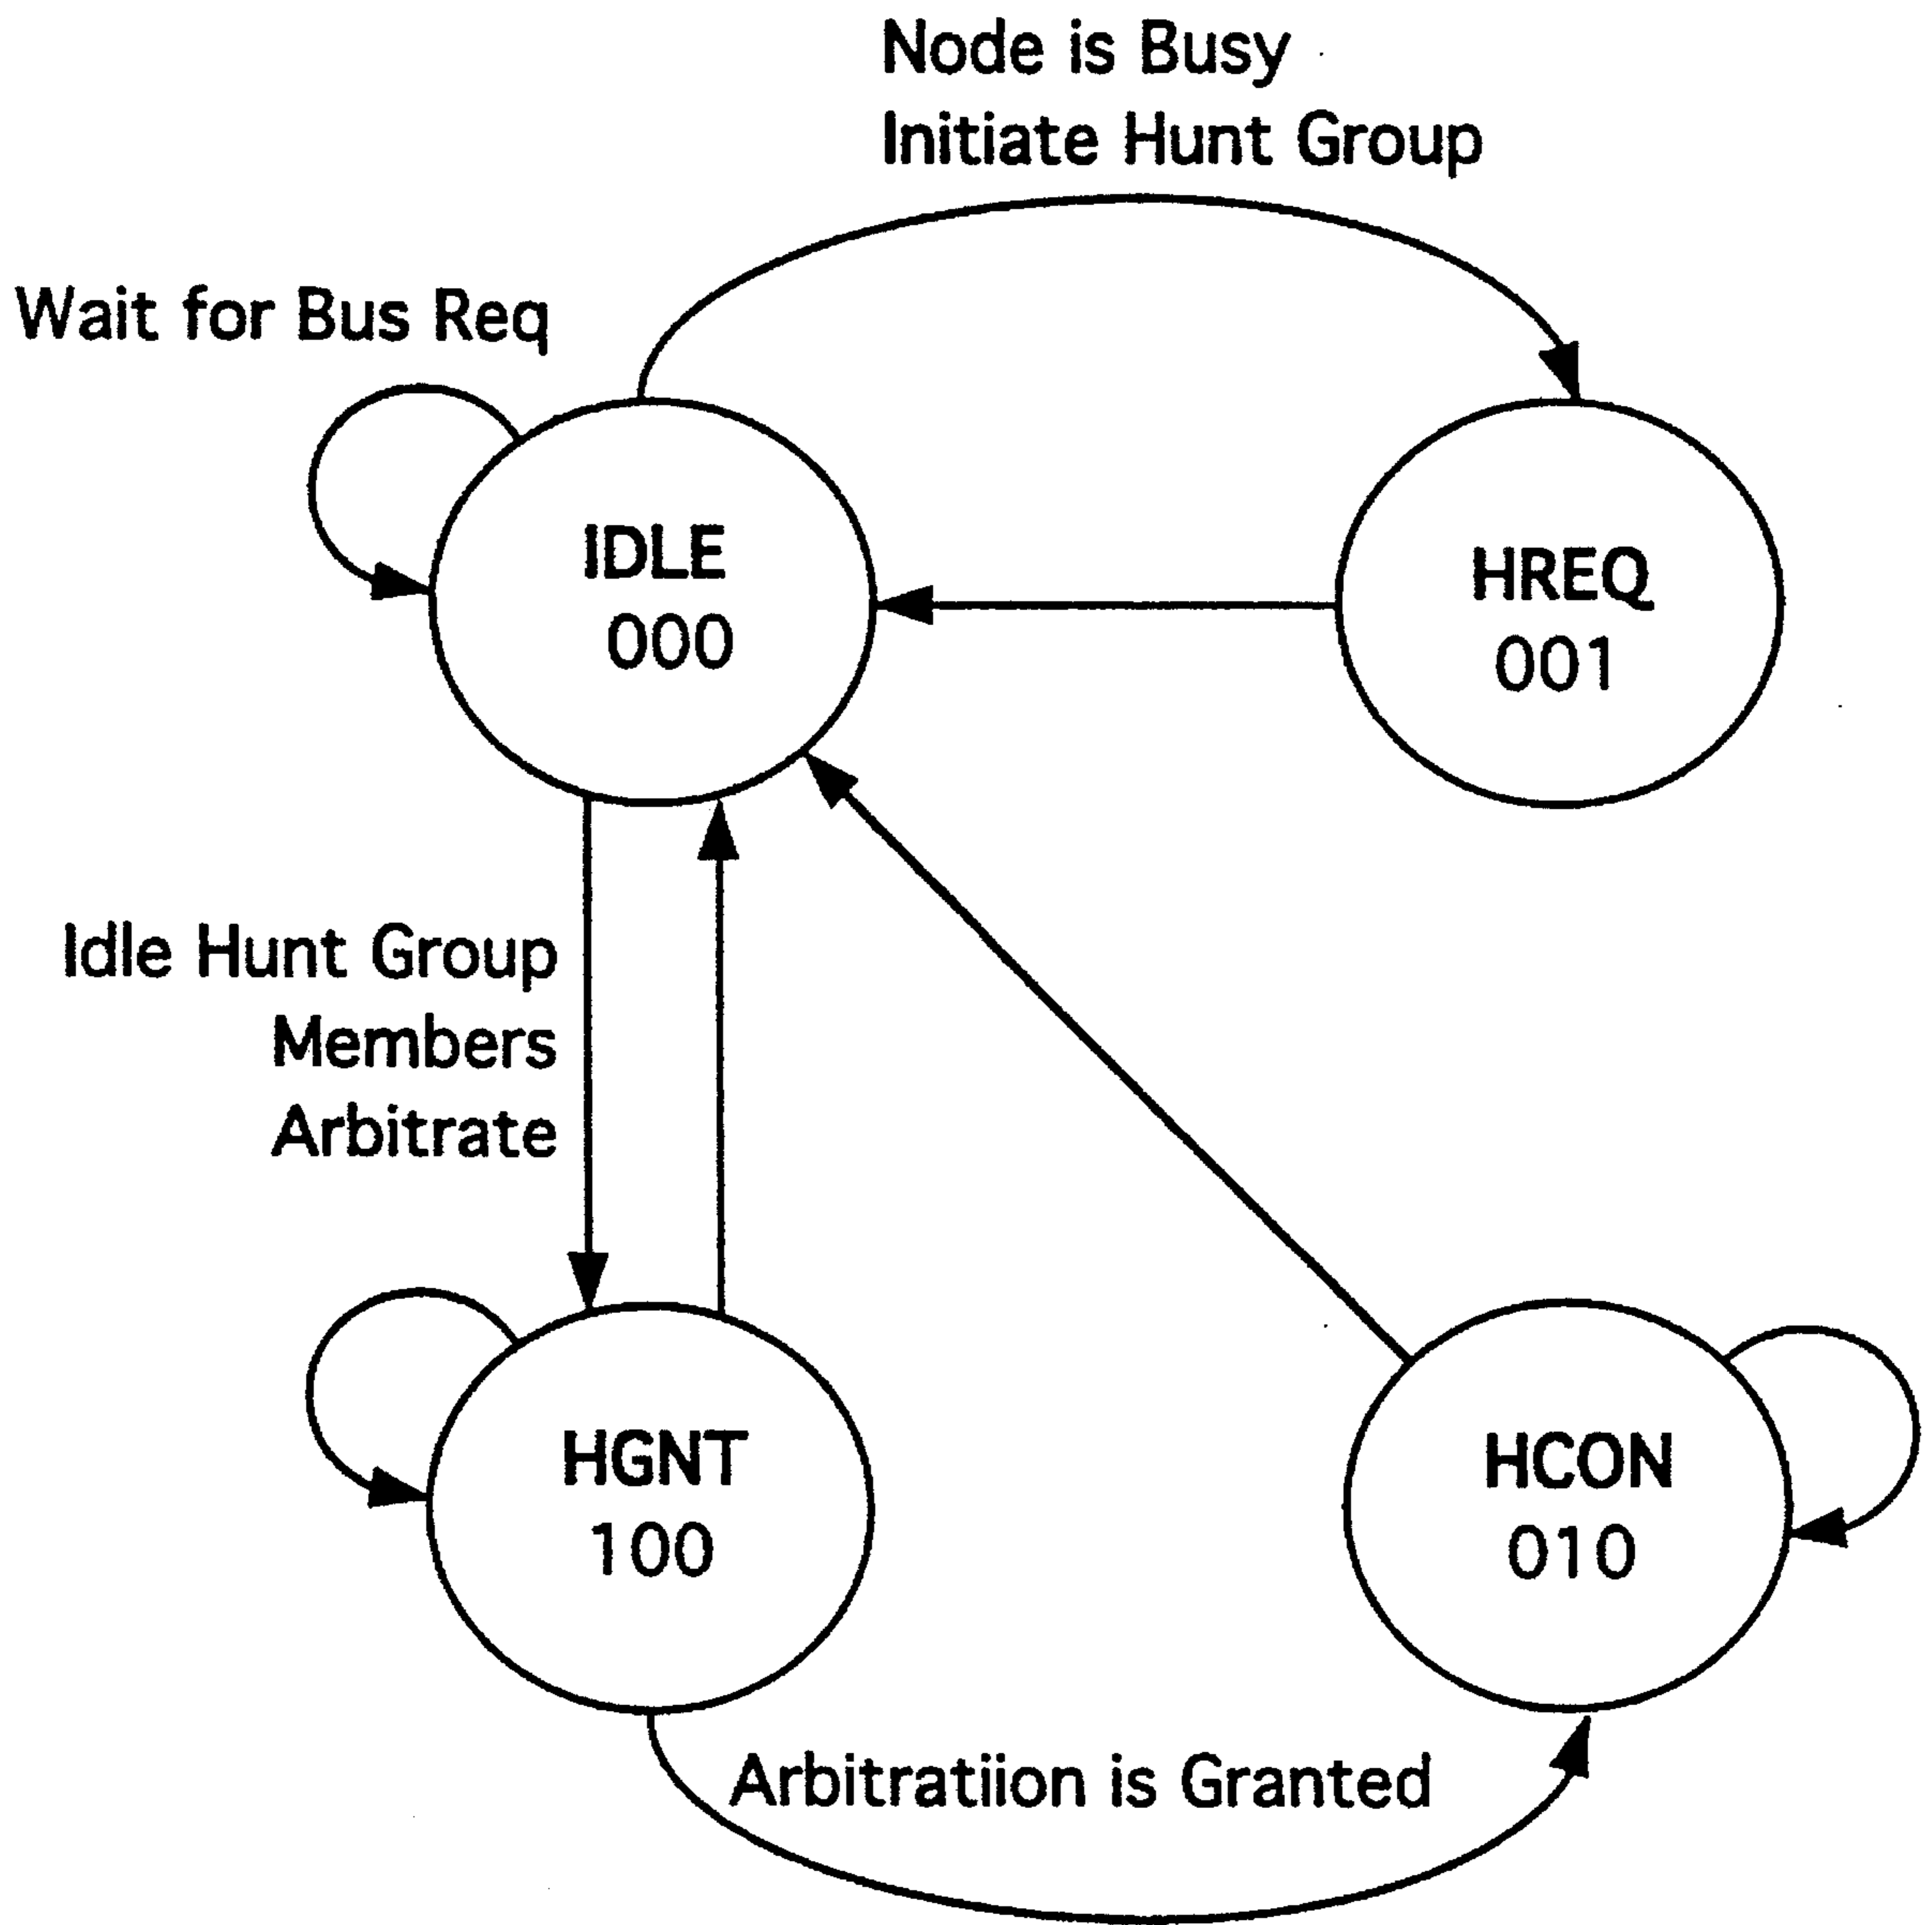 Node is Busy
Initiate Hunt Group
Wait for Bus Req
IDLE
000
HREQ
001
Idle Hunt Group
Members
Arbitrate
HGNT
100
HCON
010
Arbitratiion is Granted